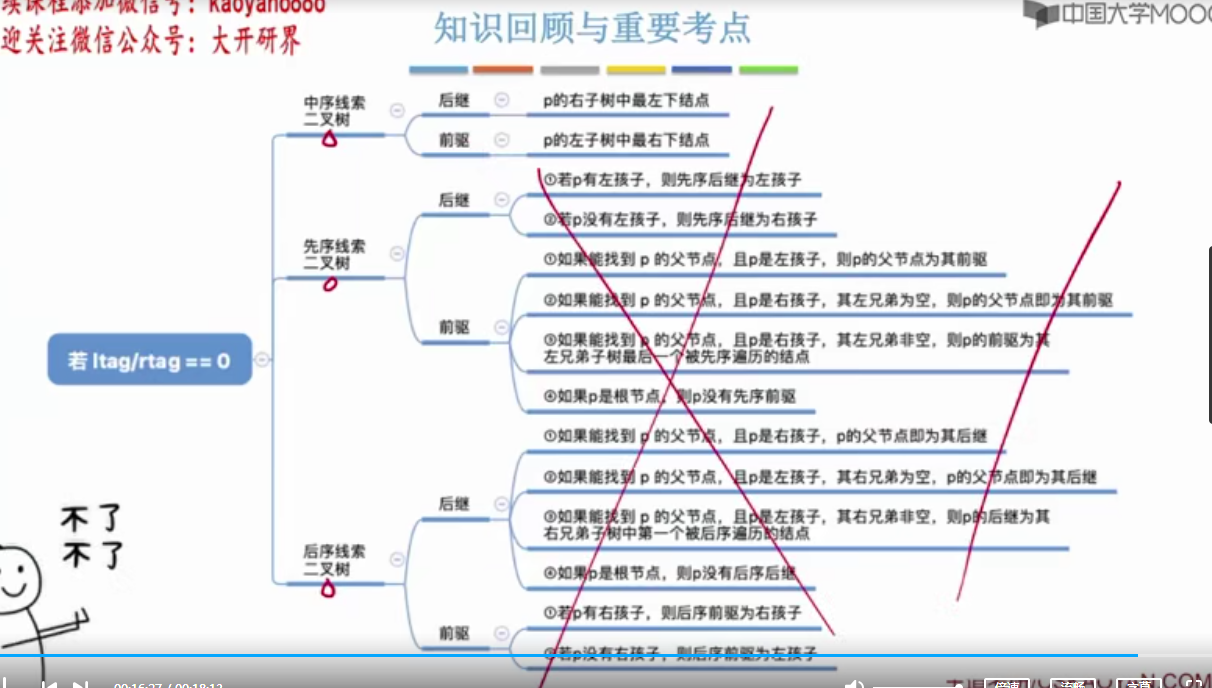 续课程添加微信号：kaoyan8880
迎关注微信公众号：大开研界
知识回顾与重要考点
中国大学MOOC
若 ltag/rtag == 0
中序线索
二叉树
后继
p的右子树中最左下结点
前驱
p的左子树中最右下结点
先序线索
二叉树
后继
①若p有左孩子，则先序后继为左孩子
②若p没有左孩子，则先序后继为右孩子
前驱
①如果能找到 p 的父节点，且p是左孩子，则p的父节点为其前驱
②如果能找到 p 的父节点，且p是右孩子，其左兄弟为空，则p的父节点即为其前驱
③如果能找到 p 的父节点，且p是右孩子，其左兄弟非空，则p的前驱为其
左兄弟子树最后一个被先序遍历的结点
④如果p是根节点，则p没有先序前驱
后序线索
二叉树
后继
①如果能找到 p 的父节点，且p是右孩子，p的父节点即为其后继
②如果能找到 p 的父节点，且p是左孩子，其右兄弟为空，p的父节点即为其后继
③如果能找到 p 的父节点，且p是左孩子，其右兄弟非空，则p的后继为其
右兄弟子树中第一个被后序遍历的结点
④如果p是根节点，则p没有后序后继
前驱
①若p有右孩子，则后序前驱为右孩子
②若p没有右孩子，则后序前驱为左孩子
不了
不了
00:16:27 / 00:18:12
倍速